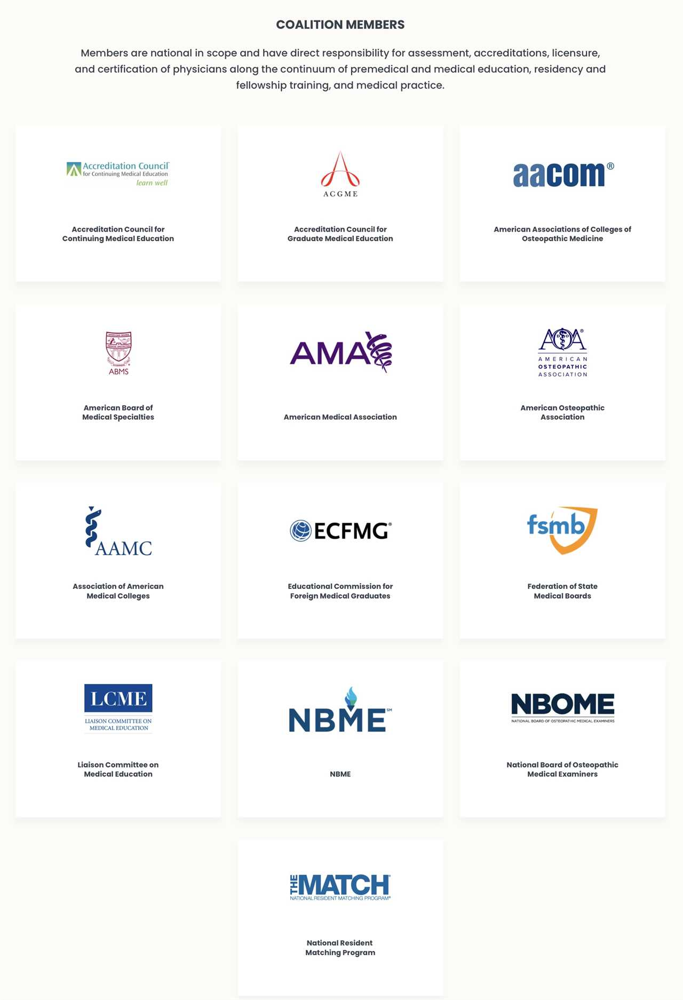 COALITION MEMBERS
Members are national in scope and have direct responsibility for assessment, accreditations, licensure,
and certification of physicians along the continuum of premedical and medical education, residency and
fellowship training, and medical practice.
Accreditation Council
for Continuing Medical Education
learn well
Accreditation Council for
Continuing Medical Education
ACGME
Accreditation Council for
Graduate Medical Education
aacom®
American Associations of Colleges of
Osteopathic Medicine
AMERICAN BOARD
MEDICAL SPECIALTIES
ABMS
American Board of
Medical Specialties
AMA
American Medical Association
AOA®
DO
AMERICAN
OSTEOPATHIC
ASSOCIATION
American Osteopathic
Association
AAMC
Association of American
Medical Colleges
ECFMG®
Educational Commission for
Foreign Medical Graduates
fsmb
Federation of State
Medical Boards
LCME
LIAISON COMMITTEE ON
MEDICAL EDUCATION
Liaison Committee on
Medical Education
NBME℠
NBME
NBOME
NATIONAL BOARD OF OSTEOPATHIC MEDICAL EXAMINERS
National Board of Osteopathic
Medical Examiners
THE MATCH
NATIONAL RESIDENT MATCHING PROGRAM®
National Resident
Matching Program